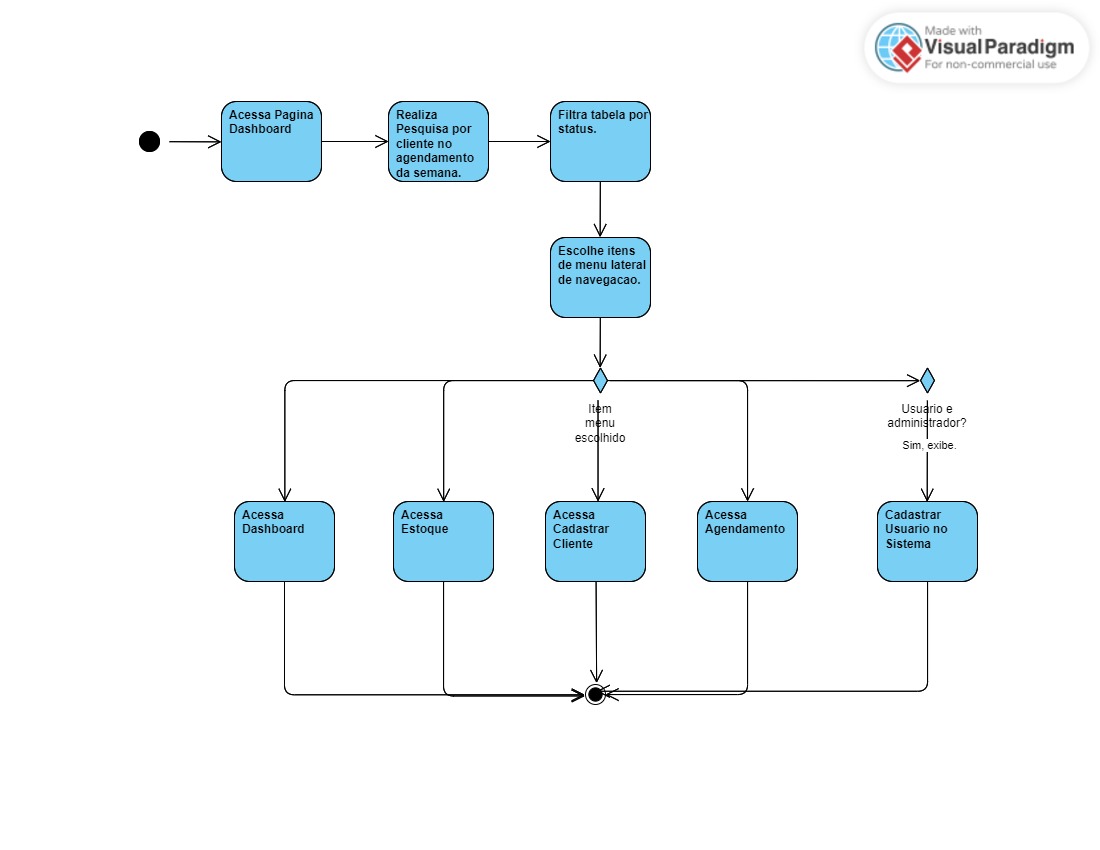 Made with
Visual Paradigm
For non-commercial use
Acessa Pagina
Dashboard
Realiza
Pesquisa por
cliente no
agendamento
da semana.
Filtra tabela por
status.
Escolhe itens
de menu lateral
de navegacao.
Item
menu
escolhido
Usuario e
administrador?
Sim, exibe.
Acessa
Dashboard
Acessa
Estoque
Acessa
Cadastrar
Cliente
Acessa
Agendamento
Cadastrar
Usuario no
Sistema